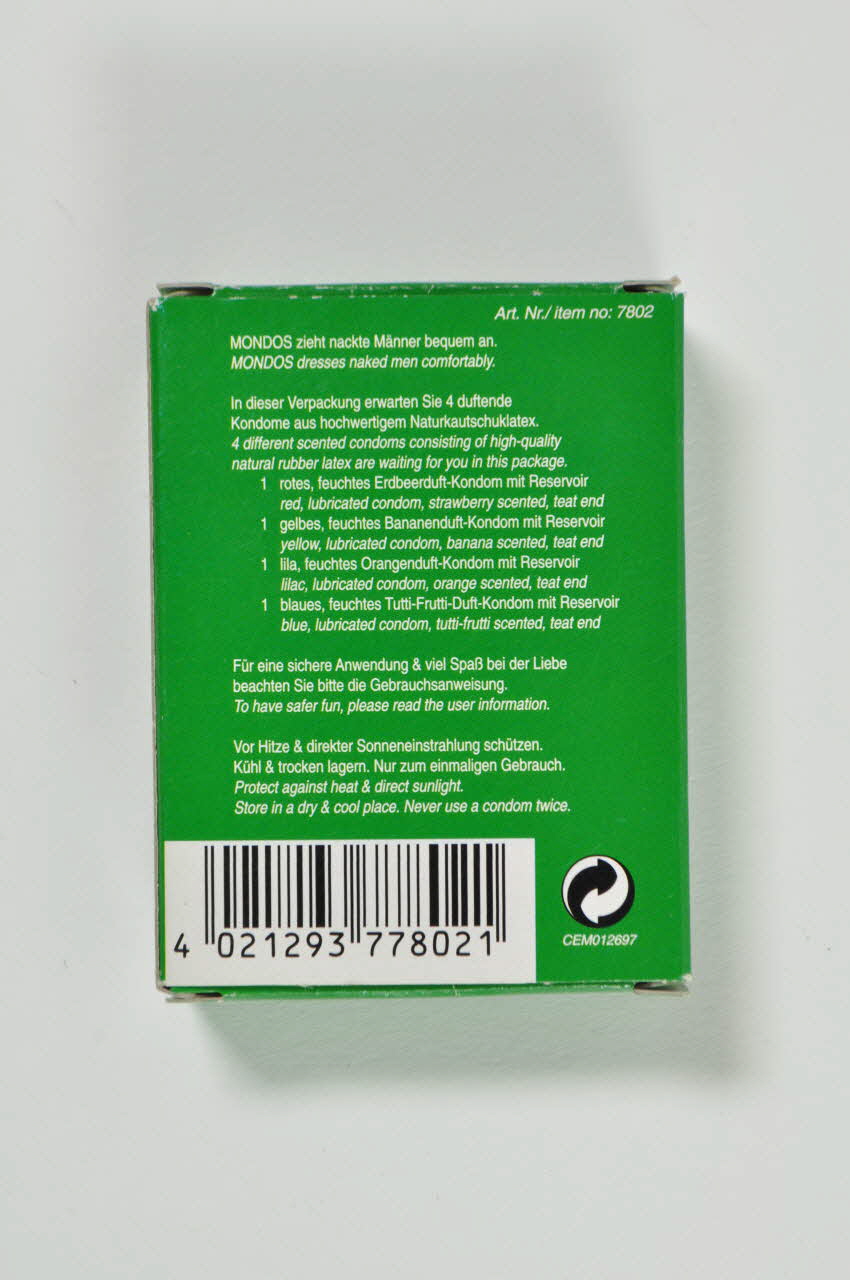 Art. Nr./ item no: 7802
MONDOS zieht nackte Männer bequem an.
MONDOS dresses naked men comfortably.
In dieser Verpackung erwarten Sie 4 duftende
Kondome aus hochwertigem Naturkautschuklatex.
4 different scented condoms consisting of high-quality
natural rubber latex are waiting for you in this package.
1 rotes, feuchtes Erdbeerduft-Kondom mit Reservoir
red, lubricated condom, strawberry scented, teat end
1 gelbes, feuchtes Bananenduft-Kondom mit Reservoir
yellow, lubricated condom, banana scented, teat end
1 lila, feuchtes Orangenduft-Kondom mit Reservoir
lilac, lubricated condom, orange scented, teat end
1 blaues, feuchtes Tutti-Frutti-Duft-Kondom mit Reservoir
blue, lubricated condom, tutti-frutti scented, teat end
Für eine sichere Anwendung & viel Spaß bei der Liebe
beachten Sie bitte die Gebrauchsanweisung.
To have safer fun, please read the user information.
Vor Hitze & direkter Sonneneinstrahlung schützen.
Kühl & trocken lagern. Nur zum einmaligen Gebrauch.
Protect against heat & direct sunlight.
Store in a dry & cool place. Never use a condom twice.
4 021293 778021
CEM012697